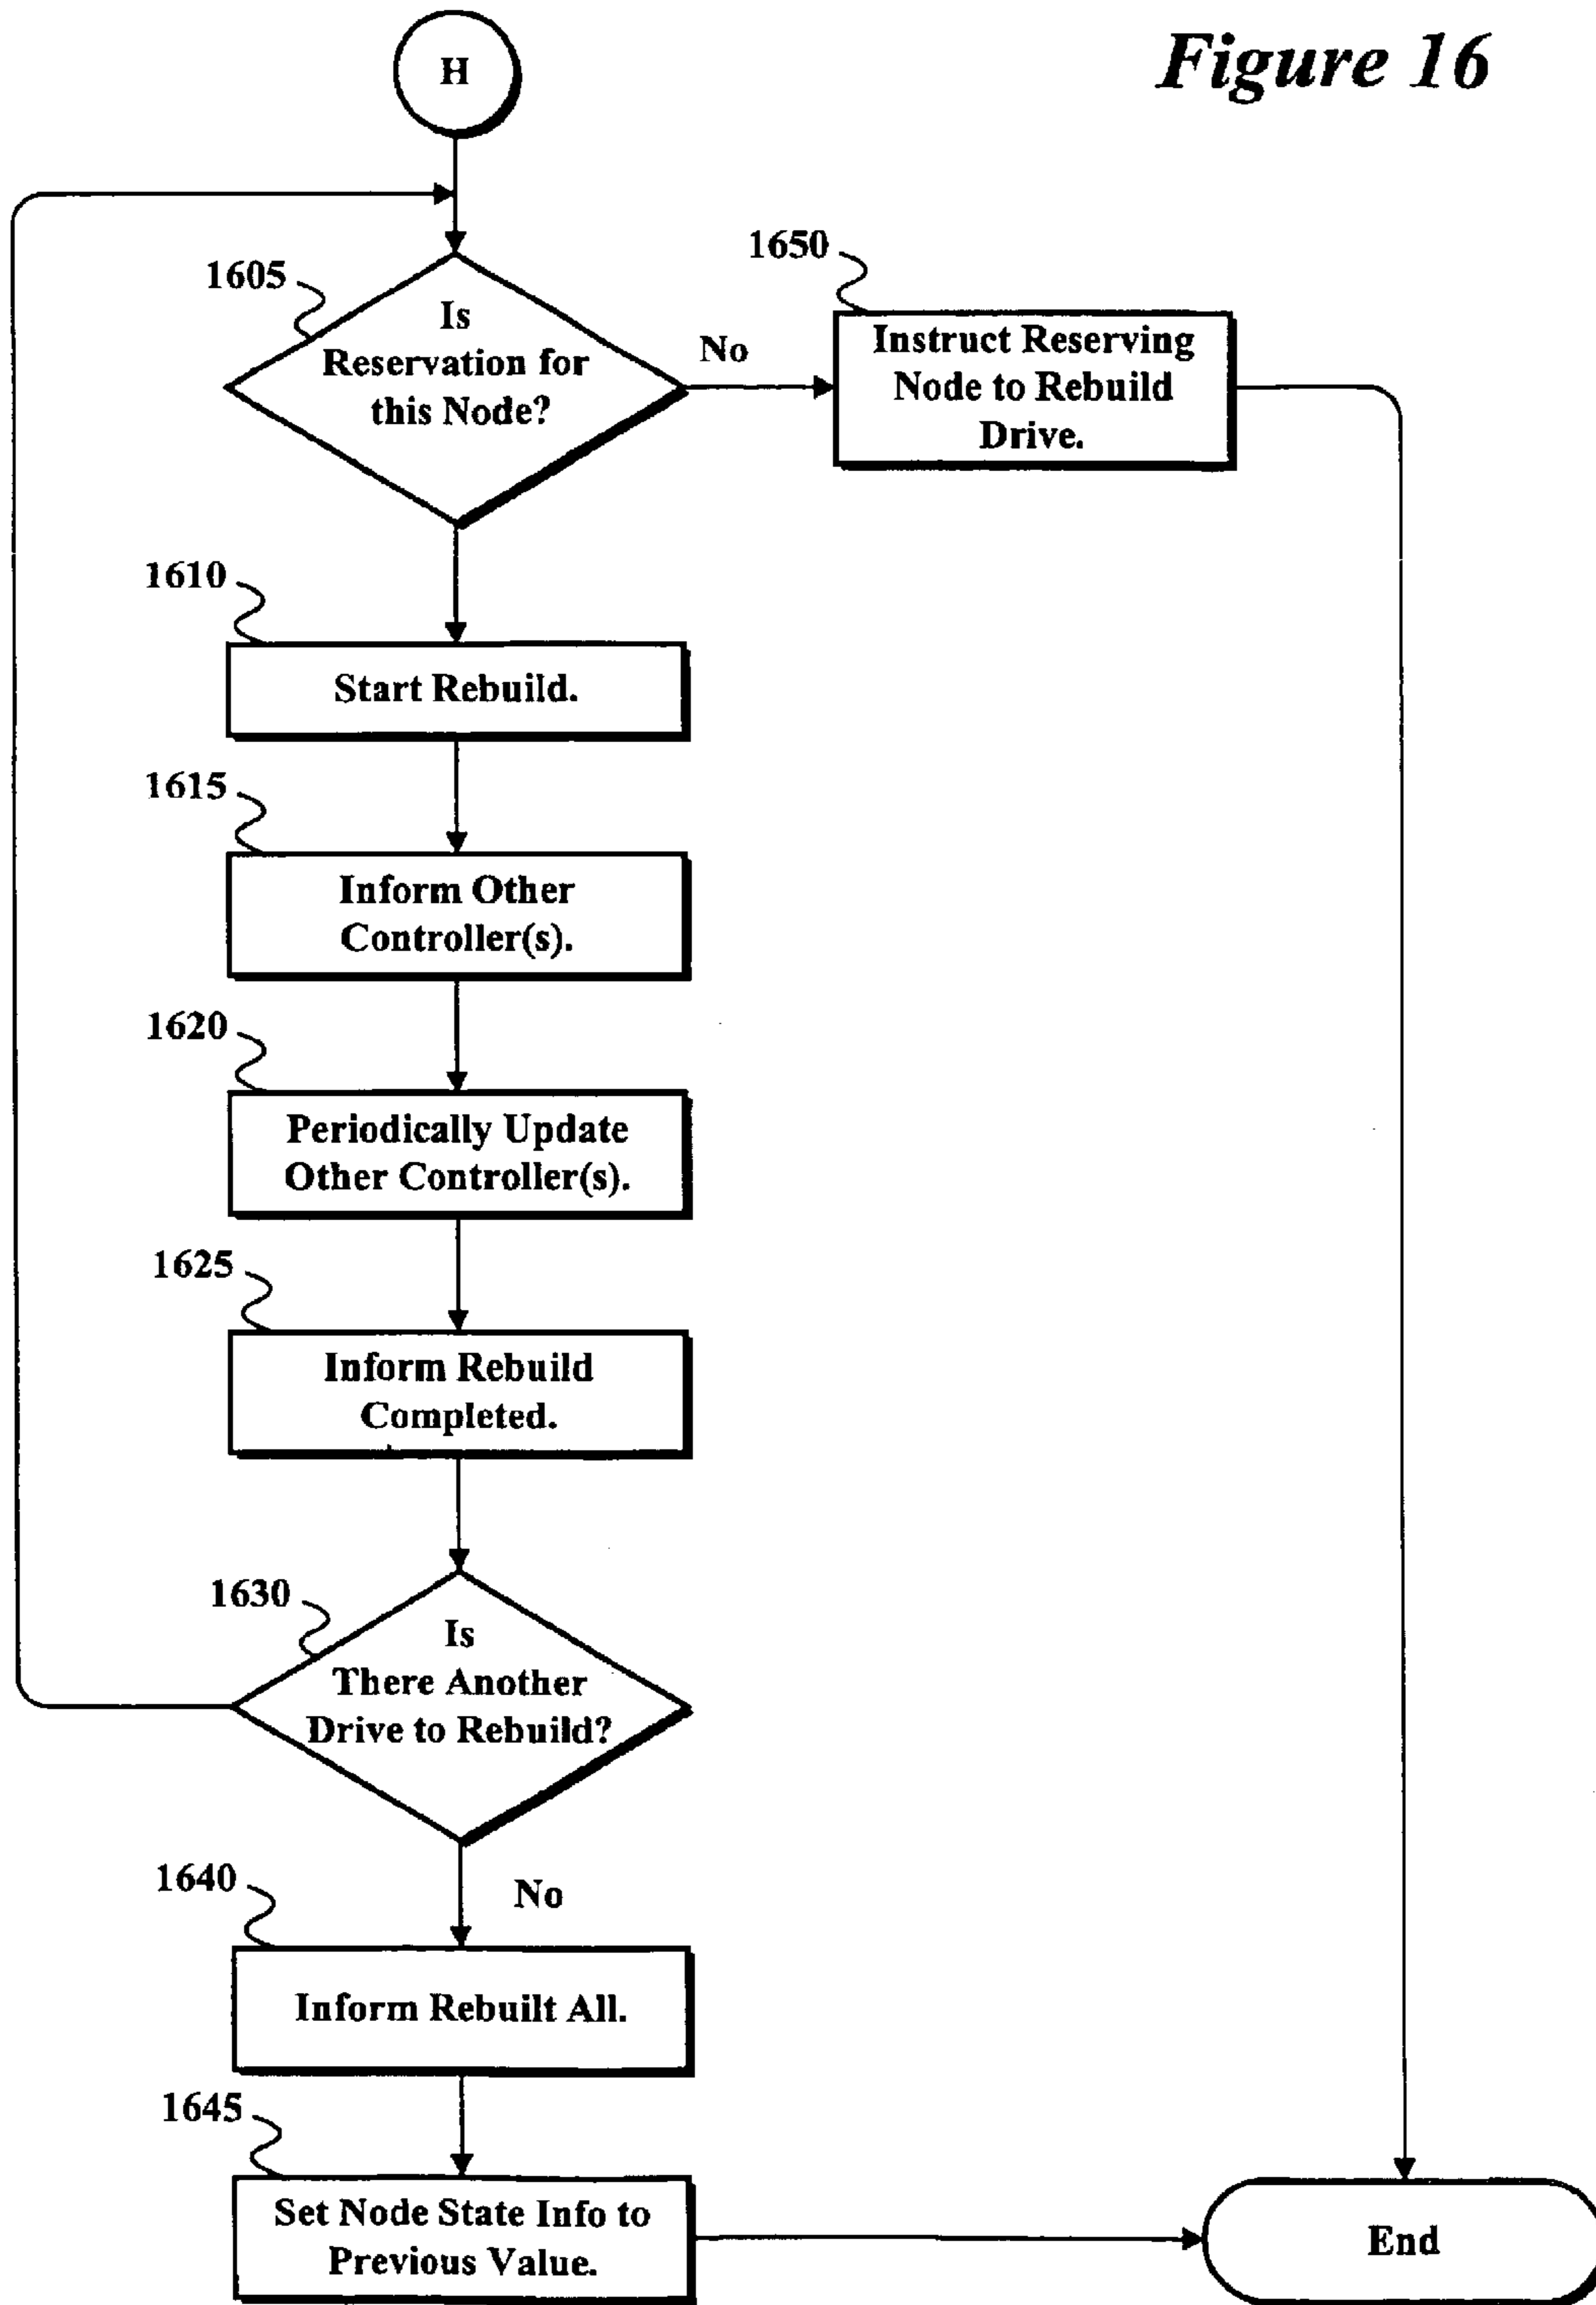 Figure 16
H
1605
Is
Reservation for
this Node?
No
1650
Instruct Reserving
Node to Rebuild
Drive.
1610
Start Rebuild.
1615
Inform Other
Controller(s).
1620
Periodically Update
Other Controller(s).
1625
Inform Rebuild
Completed.
1630
Is
There Another
Drive to Rebuild?
No
1640
Inform Rebuilt All.
1645
Set Node State Info to
Previous Value.
End